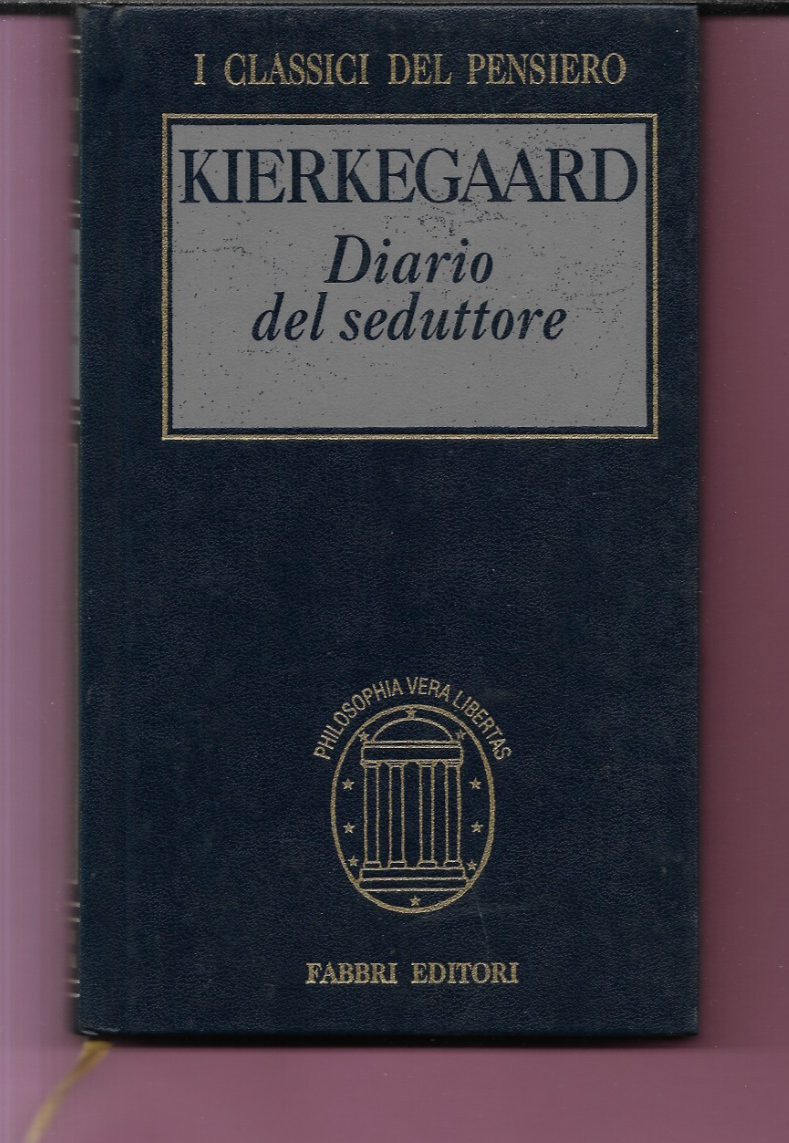 I CLASSICI DEL PENSIERO
KIERKEGAARD
Diario
del seduttore
PHILOSOPHIA VERA LIBERTAS
FABBRI EDITORI